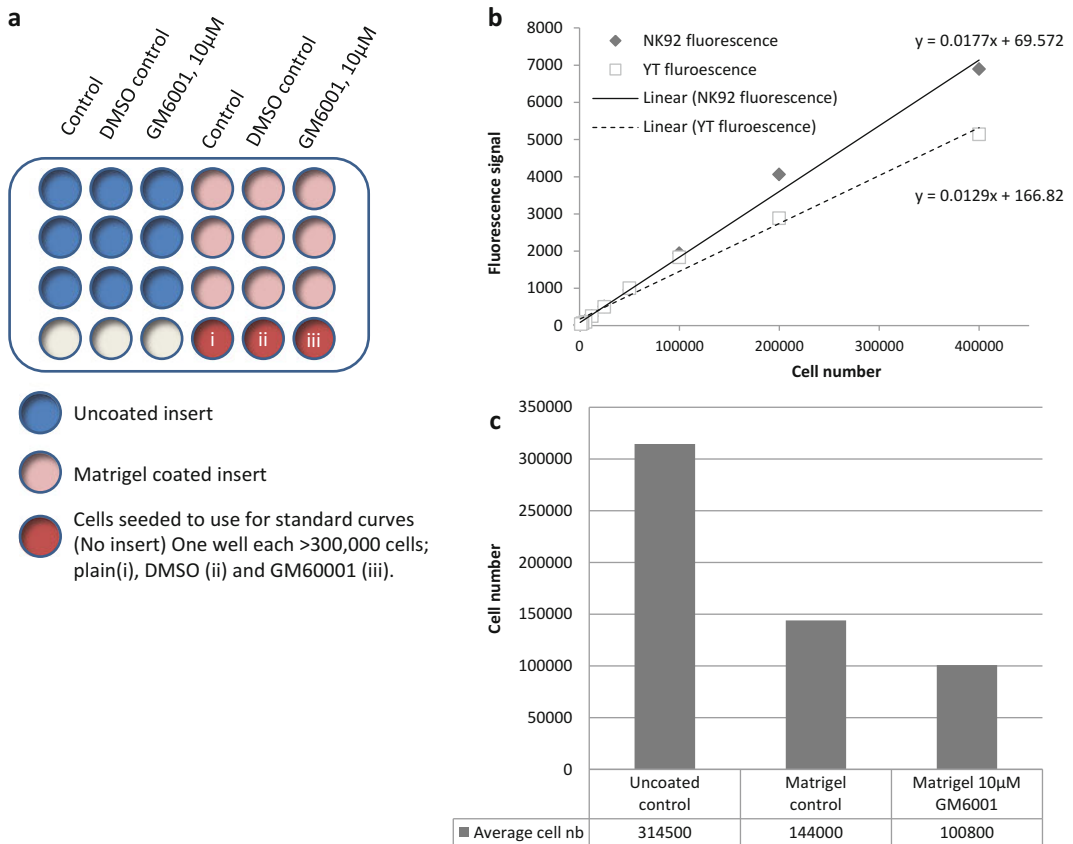 a
Control
DMSO control
GM6001, 10µM
Control
DMSO control
GM6001, 10µM
i
ii
iii
Uncoated insert
Matrigel coated insert
Cells seeded to use for standard curves
(No insert) One well each >300,000 cells;
plain(i), DMSO (ii) and GM60001 (iii).
b
8000
7000
6000
5000
4000
3000
2000
1000
0
Fluorescence signal
NK92 fluorescence
YT fluroescence
Linear (NK92 fluorescence)
Linear (YT fluroescence)
y = 0.0177x + 69.572
y = 0.0129x + 166.82
0
100000
200000
300000
400000
Cell number
c
350000
300000
250000
200000
150000
100000
50000
0
Cell number
Uncoated
control
Matrigel
control
Matrigel 10µM
GM6001
Average cell nb
314500
144000
100800